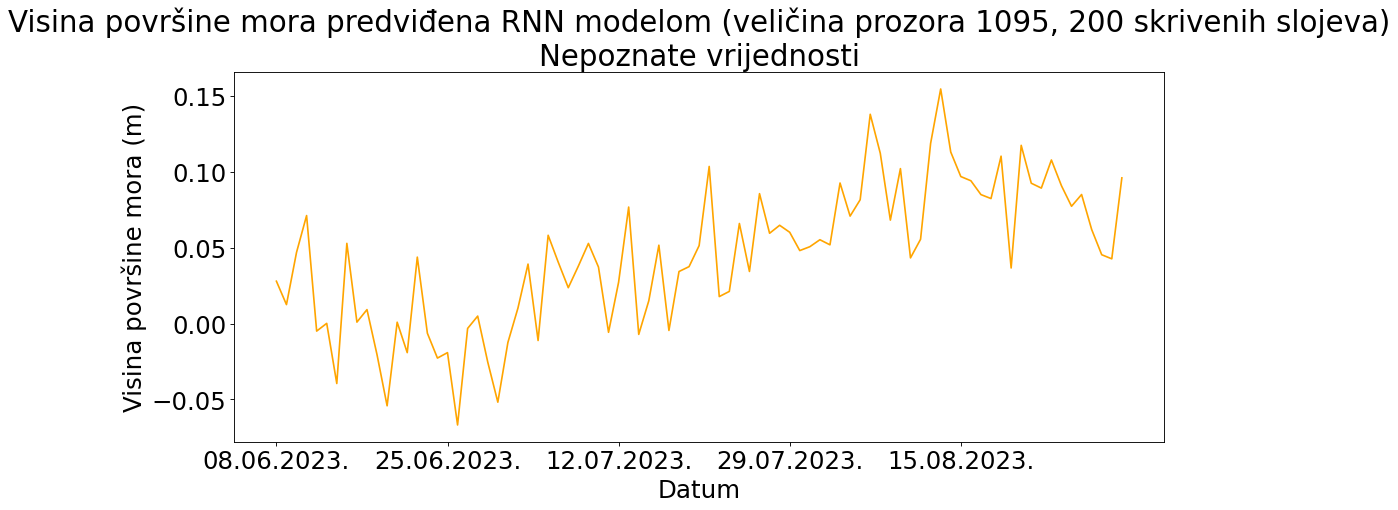 Visina površine mora predviđena RNN modelom (veličina prozora 1095, 200 skrivenih slojeva)
Nepoznate vrijednosti
Visina površine mora (m)
0.15
0.10
0.05
0.00
−0.05
08.06.2023. 25.06.2023. 12.07.2023. 29.07.2023. 15.08.2023.
Datum